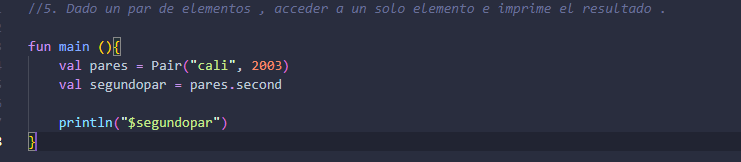 //5. Dado un par de elementos , acceder a un solo elemento e imprime el resultado .
fun main (){
val pares = Pair("cali", 2003)
val segundopar = pares.second
println("$segundopar")
}